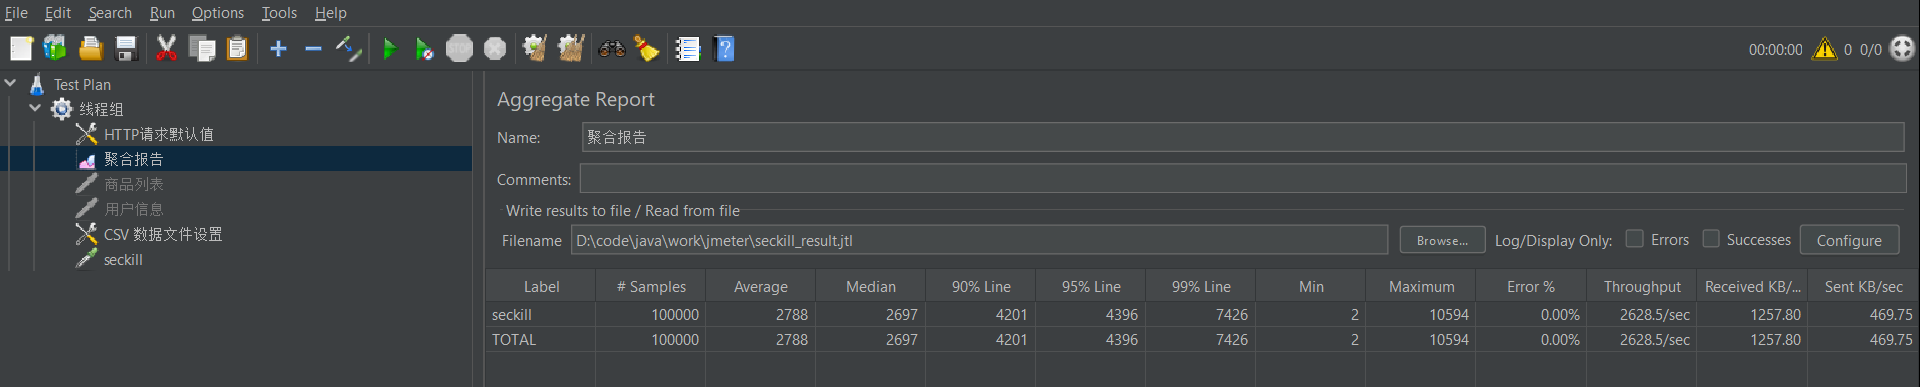 File Edit Search Run Options Tools Help
STOP
00:00:00 0 0/0
Test Plan
线程组
HTTP请求默认值
聚合报告
商品列表
用户信息
CSV 数据文件设置
seckill
Aggregate Report
Name: 聚合报告
Comments:
Write results to file / Read from file
Filename D:\code\java\work\jmeter\seckill_result.jtl Browse... Log/Display Only: Errors Successes Configure
Label # Samples Average Median 90% Line 95% Line 99% Line Min Maximum Error % Throughput Received KB/... Sent KB/sec
seckill 100000 2788 2697 4201 4396 7426 2 10594 0.00% 2628.5/sec 1257.80 469.75
TOTAL 100000 2788 2697 4201 4396 7426 2 10594 0.00% 2628.5/sec 1257.80 469.75